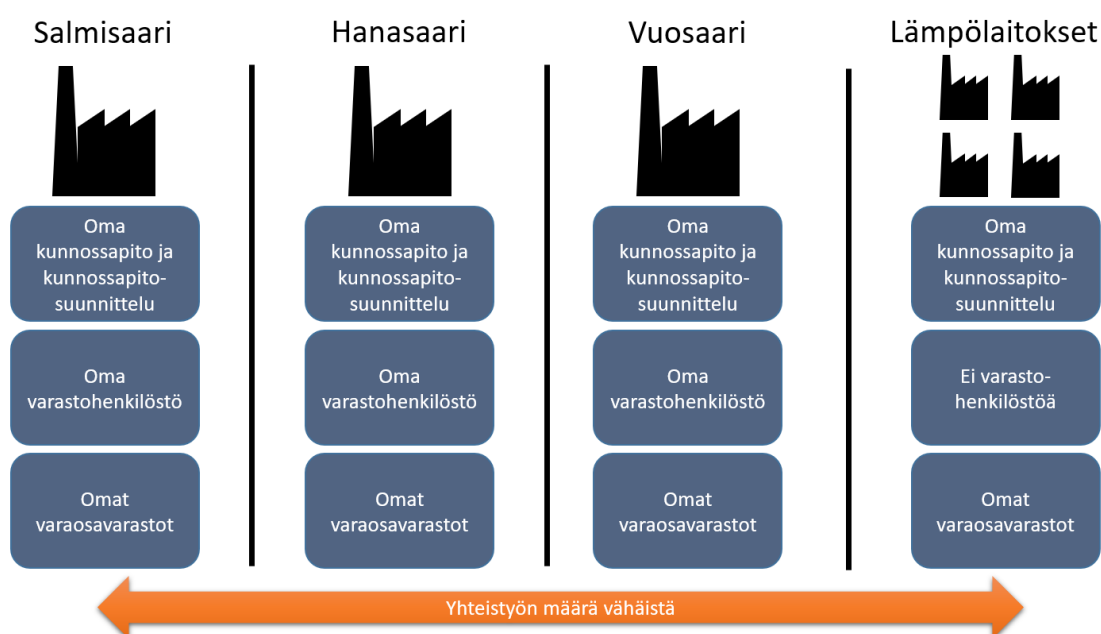 Salmisaari
Hanasaari
Vuosaari
Lämpölaitokset
Oma
kunnossapito ja
kunnossapito-
suunnittelu
Oma
kunnossapito ja
kunnossapito-
suunnittelu
Oma
kunnossapito ja
kunnossapito-
suunnittelu
Oma
kunnossapito ja
kunnossapito-
suunnittelu
Oma
varastohenkilöstö
Oma
varastohenkilöstö
Oma
varastohenkilöstö
Ei varasto-
henkilöstöä
Omat
varaosavarastot
Omat
varaosavarastot
Omat
varaosavarastot
Omat
varaosavarastot
Yhteistyön määrä vähäistä